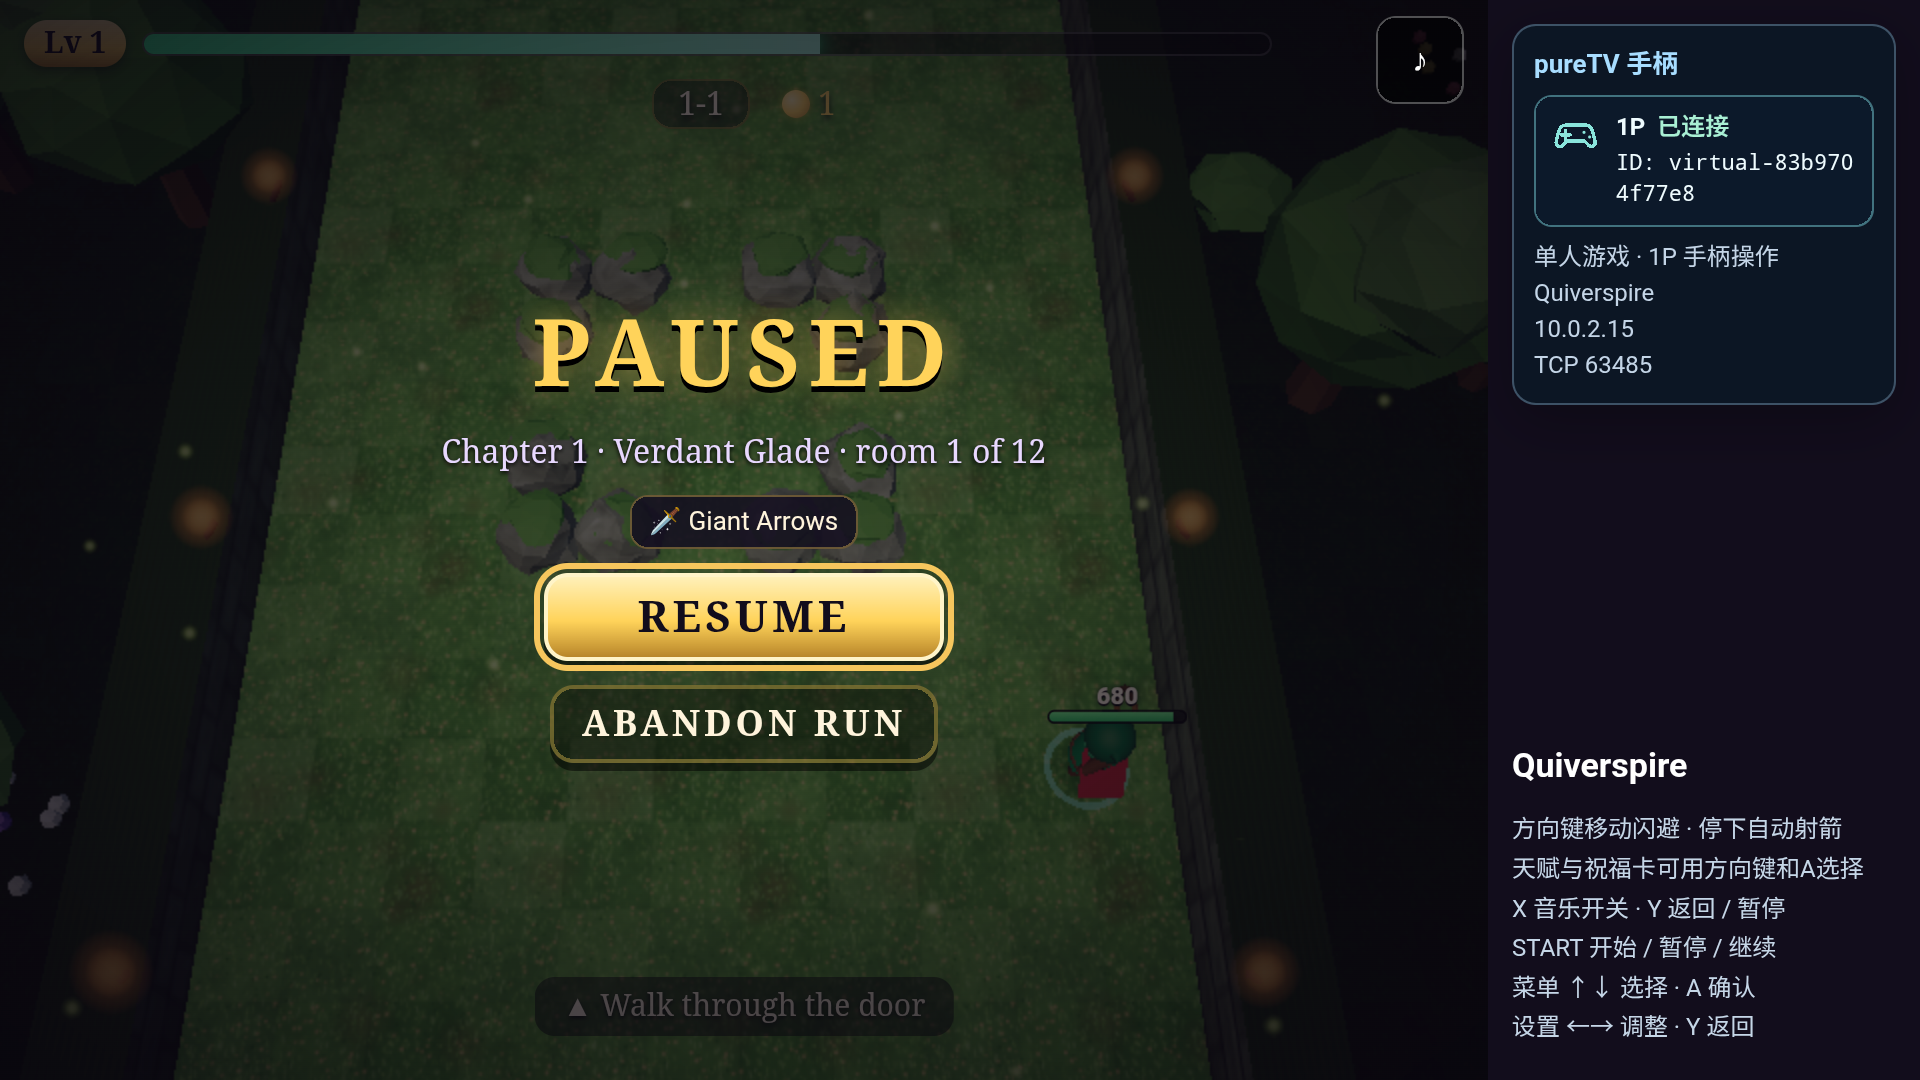 Lv 1
♪
1-1
1
PAUSED
Chapter 1 · Verdant Glade · room 1 of 12
🗡️ Giant Arrows
RESUME
ABANDON RUN
680
▲ Walk through the door
pureTV 手柄
1P 已连接
ID: virtual-83b970
4f77e8
单人游戏 · 1P 手柄操作
Quiverspire
10.0.2.15
TCP 63485
Quiverspire
方向键移动闪避 · 停下自动射箭
天赋与祝福卡可用方向键和A选择
X 音乐开关 · Y 返回 / 暂停
START 开始 / 暂停 / 继续
菜单 ↑↓ 选择 · A 确认
设置 ←→ 调整 · Y 返回